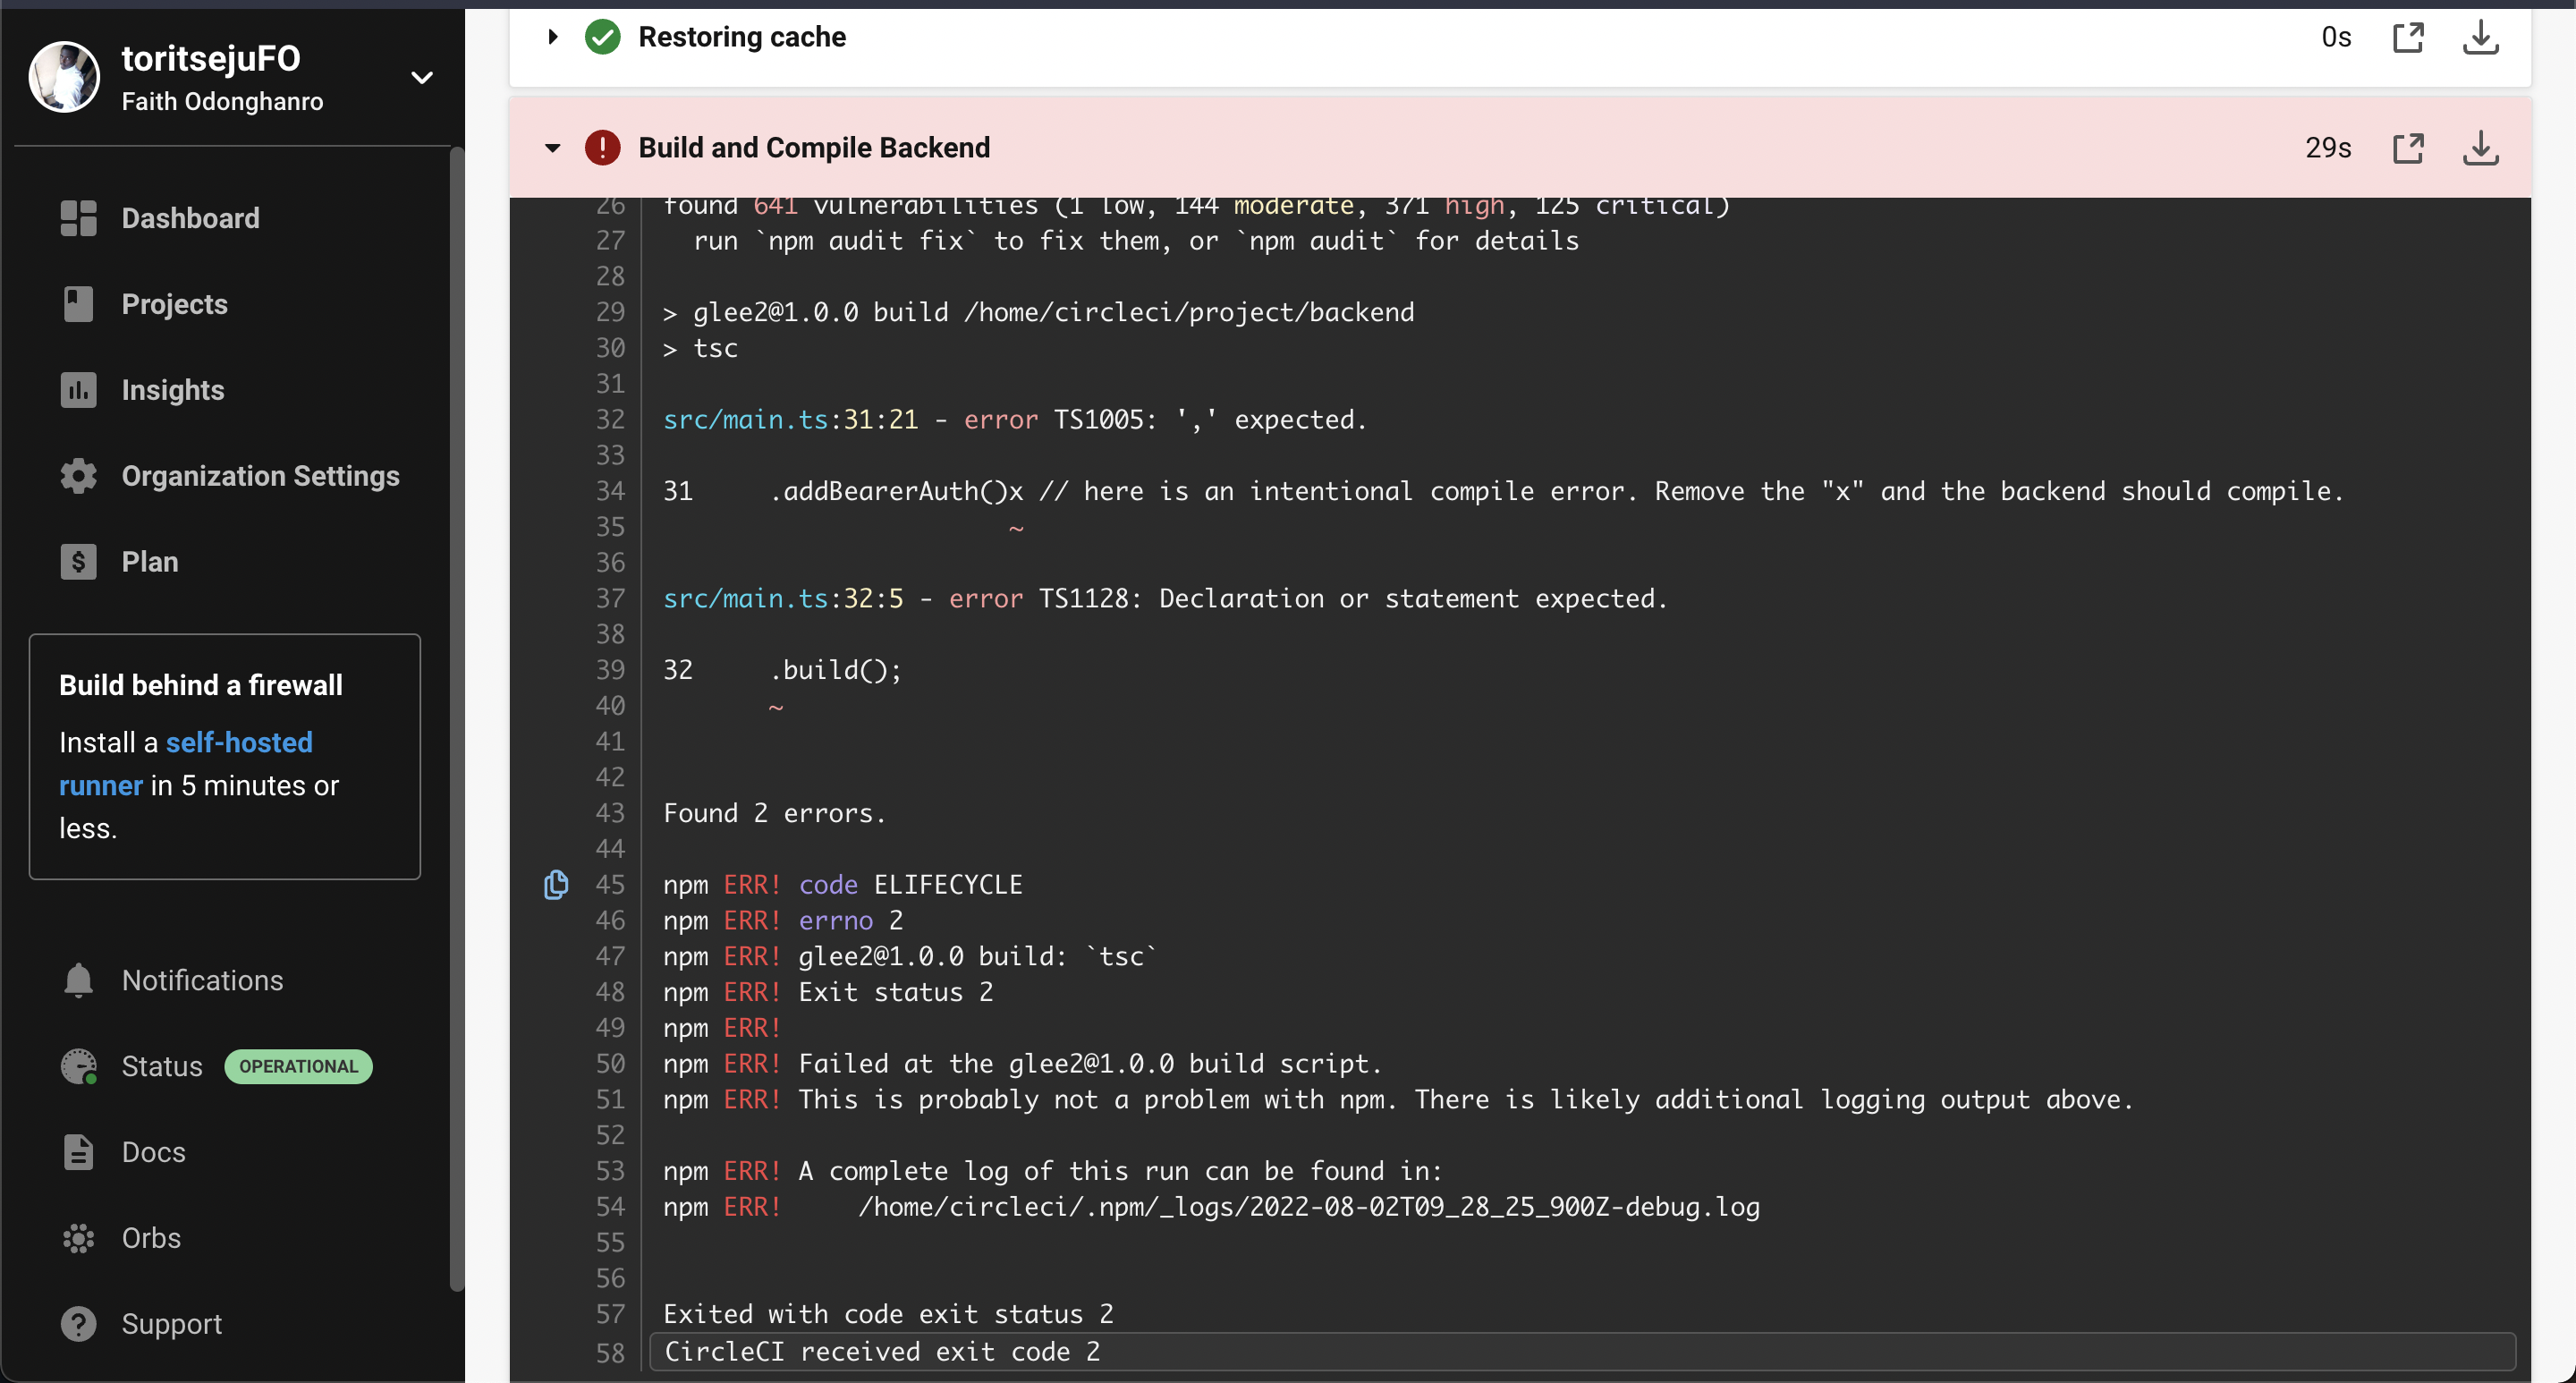 toritsejuFO
Faith Odonghanro
Dashboard
Projects
Insights
Organization Settings
Plan
Build behind a firewall
Install a self-hosted
runner in 5 minutes or
less.
Notifications
Status OPERATIONAL
Docs
Orbs
Support
Restoring cache 0s
Build and Compile Backend 29s
26 found 641 vulnerabilities (1 low, 144 moderate, 371 high, 125 critical)
27 run `npm audit fix` to fix them, or `npm audit` for details
28
29 > glee2@1.0.0 build /home/circleci/project/backend
30 > tsc
31
32 src/main.ts:31:21 - error TS1005: ',' expected.
33
34 31 .addBearerAuth()x // here is an intentional compile error. Remove the "x" and the backend should compile.
35 ~
36
37 src/main.ts:32:5 - error TS1128: Declaration or statement expected.
38
39 32 .build();
40 ~
41
42
43 Found 2 errors.
44
45 npm ERR! code ELIFECYCLE
46 npm ERR! errno 2
47 npm ERR! glee2@1.0.0 build: `tsc`
48 npm ERR! Exit status 2
49 npm ERR!
50 npm ERR! Failed at the glee2@1.0.0 build script.
51 npm ERR! This is probably not a problem with npm. There is likely additional logging output above.
52
53 npm ERR! A complete log of this run can be found in:
54 npm ERR! /home/circleci/.npm/_logs/2022-08-02T09_28_25_900Z-debug.log
55
56
57 Exited with code exit status 2
58 CircleCI received exit code 2